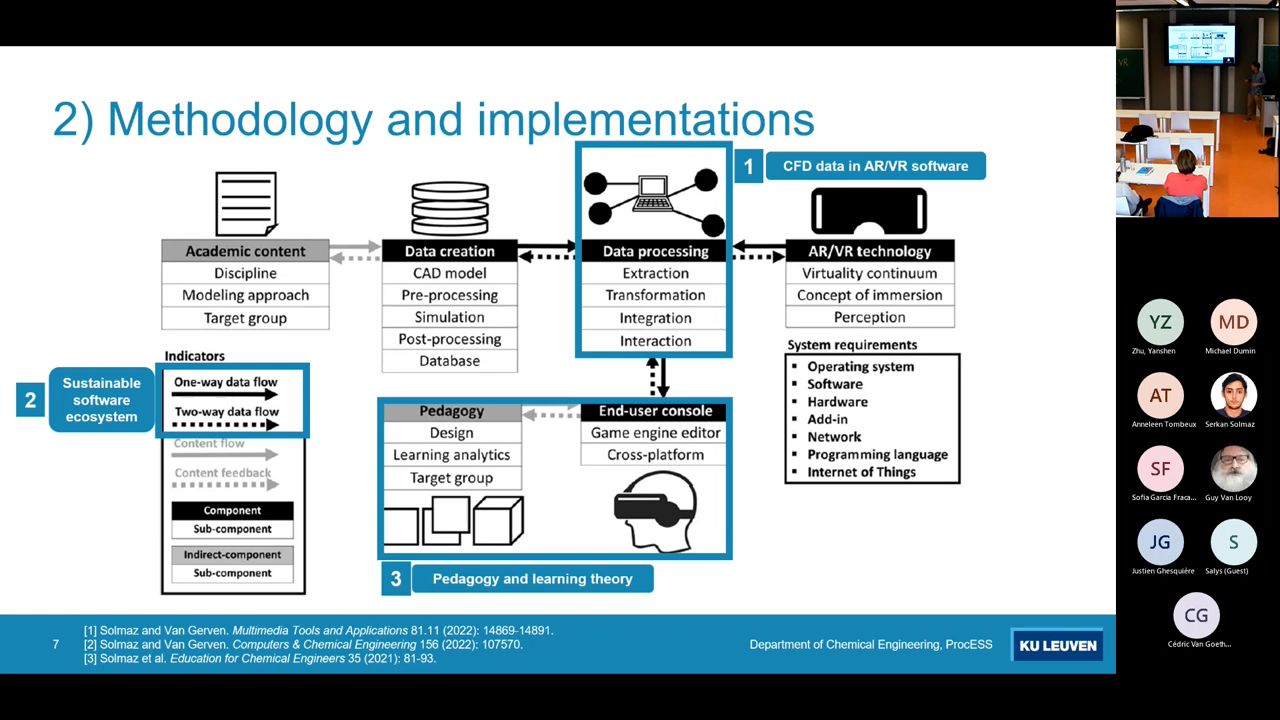 2) Methodology and implementations
1
CFD data in AR/VR software
Academic content
Discipline
Modeling approach
Target group
Data creation
CAD model
Pre-processing
Simulation
Post-processing
Database
Data processing
Extraction
Transformation
Integration
Interaction
AR/VR technology
Virtuality continuum
Concept of immersion
Perception
System requirements
▪ Operating system
▪ Software
▪ Hardware
▪ Add-in
▪ Network
▪ Programming language
▪ Internet of Things
2
Sustainable
software
ecosystem
Indicators
One-way data flow
Two-way data flow
Content flow
Content feedback
Component
Sub-component
Indirect-component
Sub-component
Pedagogy
Design
Learning analytics
Target group
End-user console
Game engine editor
Cross-platform
3
Pedagogy and learning theory
7
[1] Solmaz and Van Gerven. Multimedia Tools and Applications 81.11 (2022): 14869-14891.
[2] Solmaz and Van Gerven. Computers & Chemical Engineering 156 (2022): 107570.
[3] Solmaz et al. Education for Chemical Engineers 35 (2021): 81-93.
Department of Chemical Engineering, ProcESS
KU LEUVEN
YZ
Zhu, Yanshen
MD
Michael Dumin
AT
Anneleen Tombeux
Serkan Solmaz
SF
Sofia Garcia Fraca...
Guy Van Looy
JG
Justien Ghesquière
S
Salys (Guest)
CG
Cédric Van Goeth...